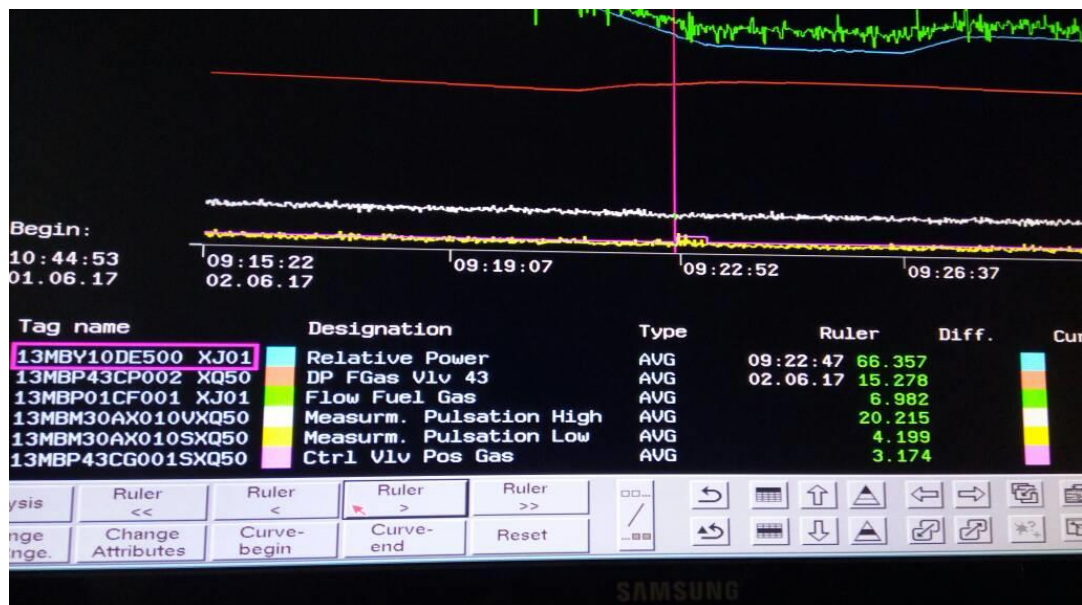 Begin:
10:44:53
01.06.17
09:15:22 09:19:07 09:22:52 09:26:37
02.06.17
Tag name Designation Type Ruler Diff. Cu
13MBY10DE500 XJ01 Relative Power AVG 09:22:47 66.357
13MBP43CP002 XQ50 DP FGas Vlv 43 AVG 02.06.17 15.278
13MBP01CF001 XJ01 Flow Fuel Gas AVG 6.982
13MBM30AX010VXQ50 Measurm. Pulsation High AVG 20.215
13MBM30AX010SXQ50 Measurm. Pulsation Low AVG 4.199
13MBP43CG001SXQ50 Ctrl Vlv Pos Gas AVG 3.174
ysis Ruler << Ruler < Ruler > Ruler >>
nge nge. Change Attributes Curve-begin Curve-end Reset
SAMSUNG